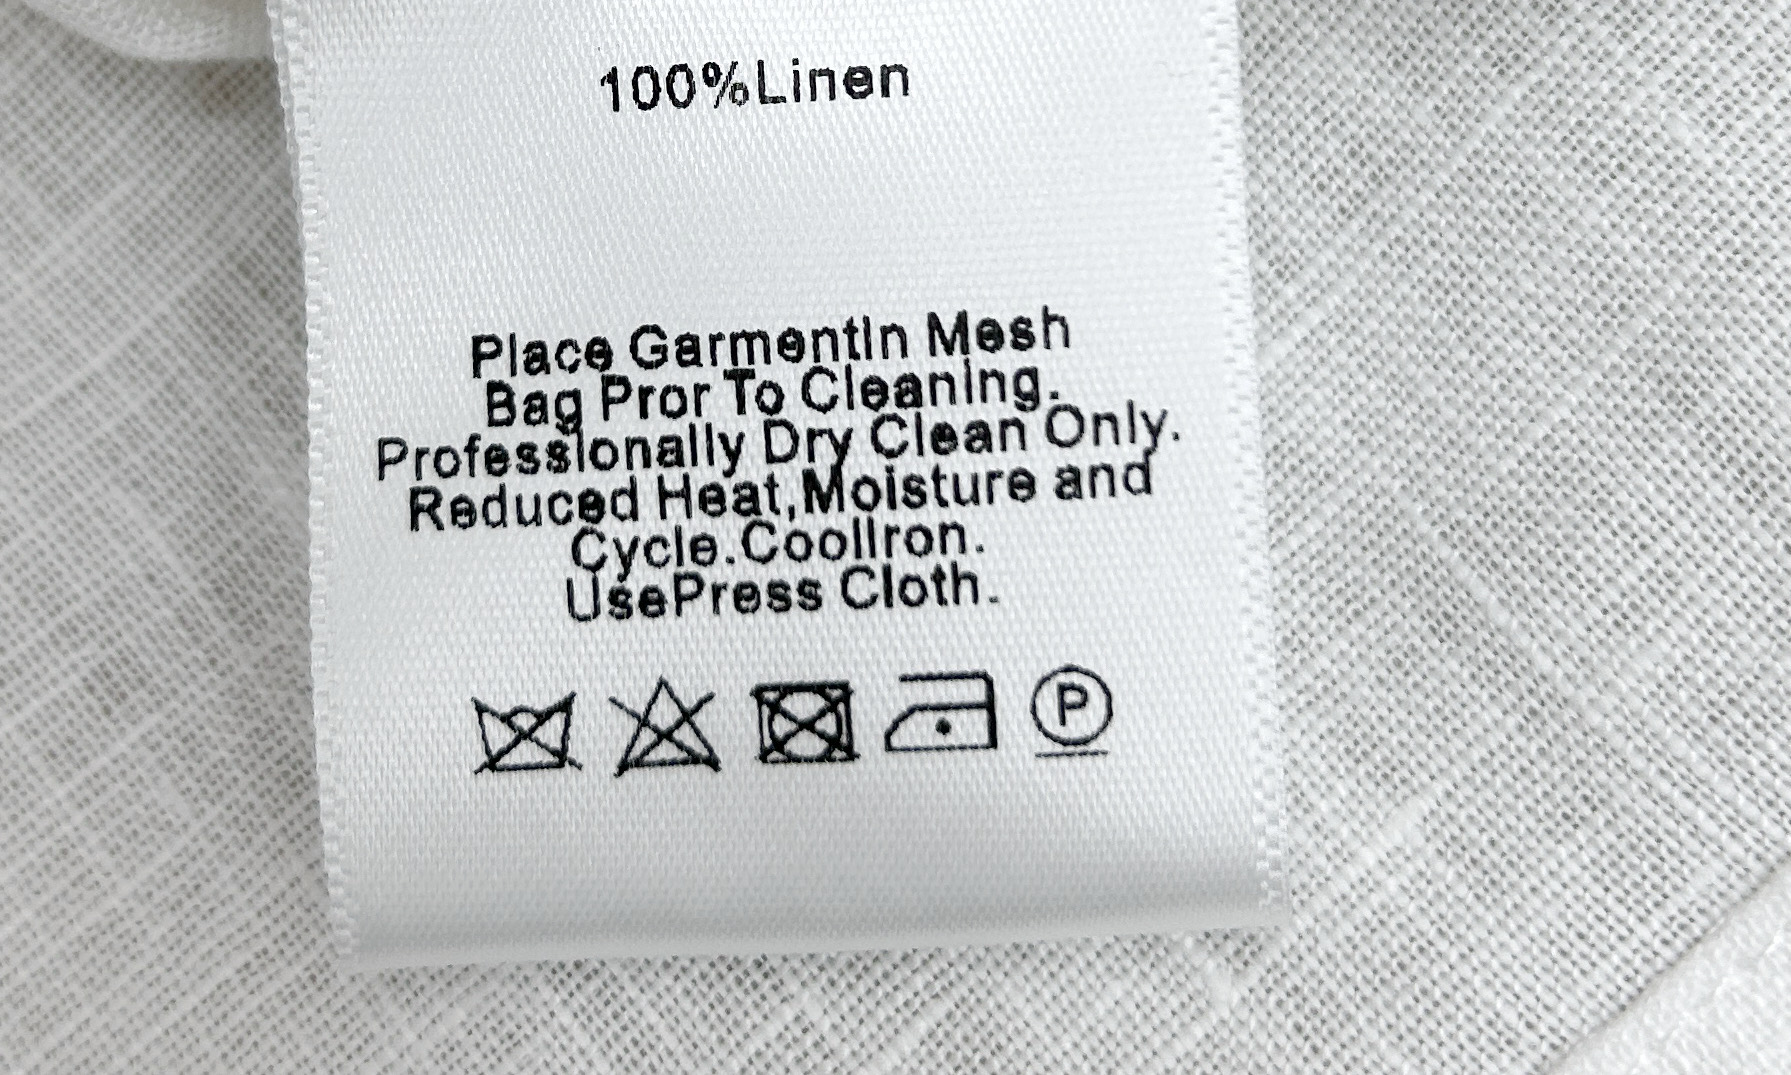 100%Linen
Place GarmentIn Mesh
Bag Pror To Cleaning.
Professionally Dry Clean Only.
Reduced Heat,Moisture and
Cycle.CoolIron.
UsePress Cloth.
P